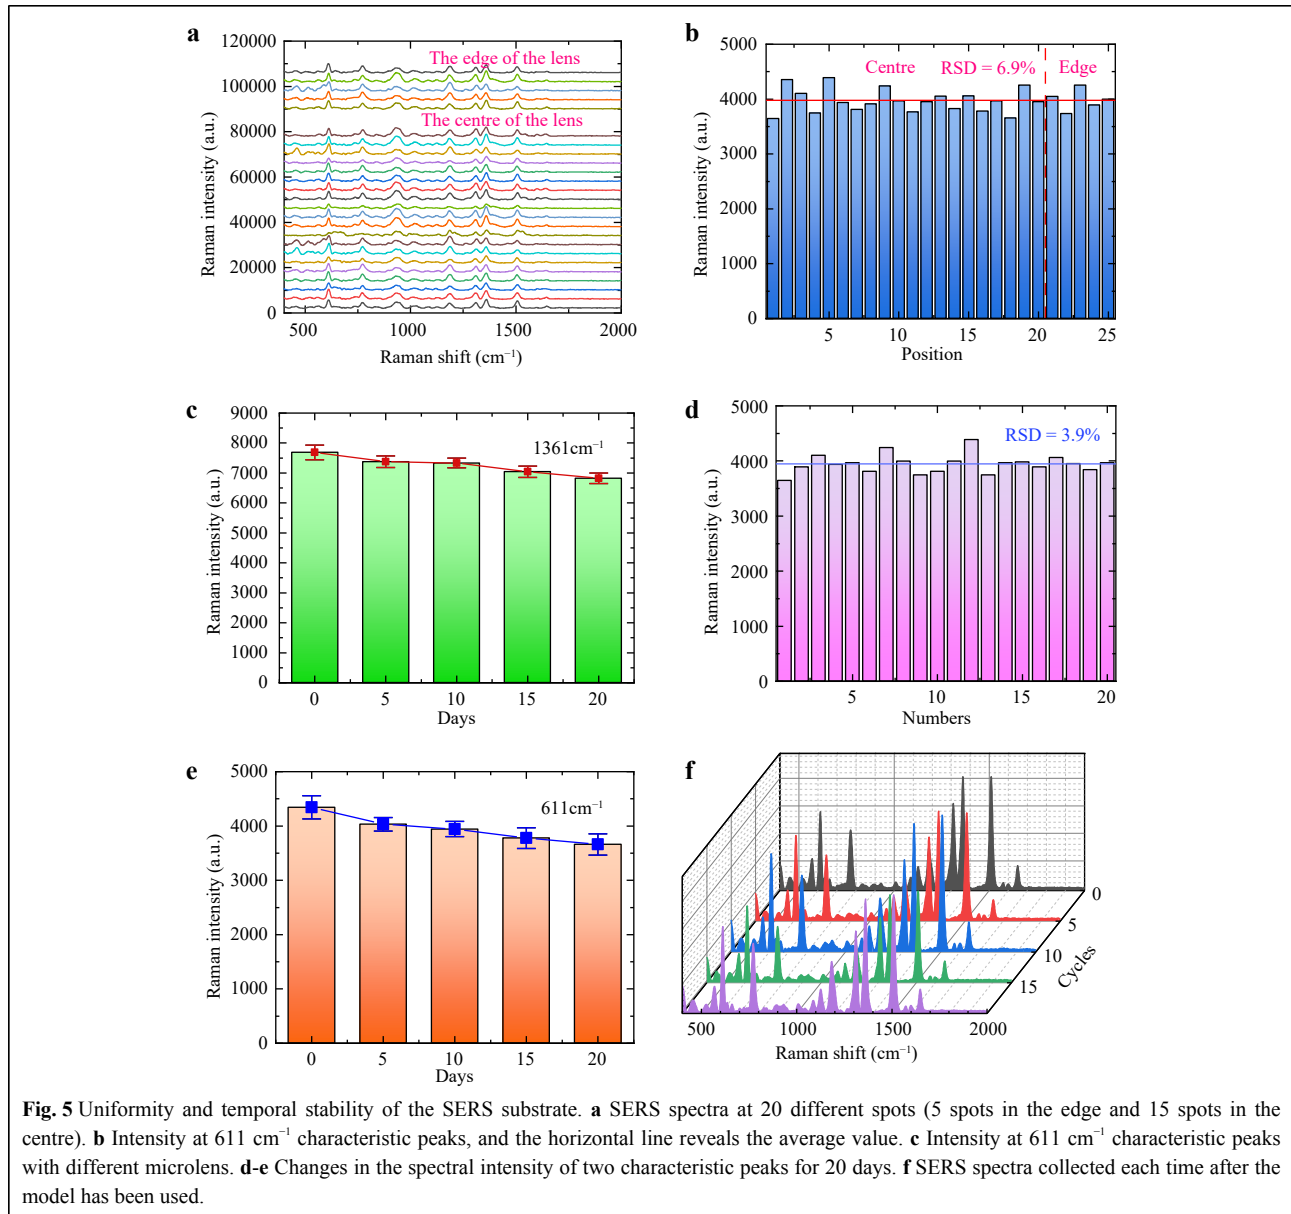 a
120000
100000
80000
60000
40000
20000
0
Raman intensity (a.u.)
The edge of the lens
The centre of the lens
500 1000 1500 2000
Raman shift (cm⁻¹)
b
5000
4000
3000
2000
1000
0
Raman intensity (a.u.)
Centre RSD = 6.9% Edge
5 10 15 20 25
Position
c
9000
8000
7000
6000
5000
4000
3000
2000
1000
0
Raman intensity (a.u.)
1361cm⁻¹
0 5 10 15 20
Days
d
5000
4000
3000
2000
1000
0
Raman intensity (a.u.)
RSD = 3.9%
5 10 15 20
Numbers
e
5000
4000
3000
2000
1000
0
Raman intensity (a.u.)
611cm⁻¹
0 5 10 15 20
Days
f
0
5
10
15
Cycles
500 1000 1500 2000
Raman shift (cm⁻¹)
Fig. 5 Uniformity and temporal stability of the SERS substrate. a SERS spectra at 20 different spots (5 spots in the edge and 15 spots in the
centre). b Intensity at 611 cm⁻¹ characteristic peaks, and the horizontal line reveals the average value. c Intensity at 611 cm⁻¹ characteristic peaks
with different microlens. d-e Changes in the spectral intensity of two characteristic peaks for 20 days. f SERS spectra collected each time after the
model has been used.